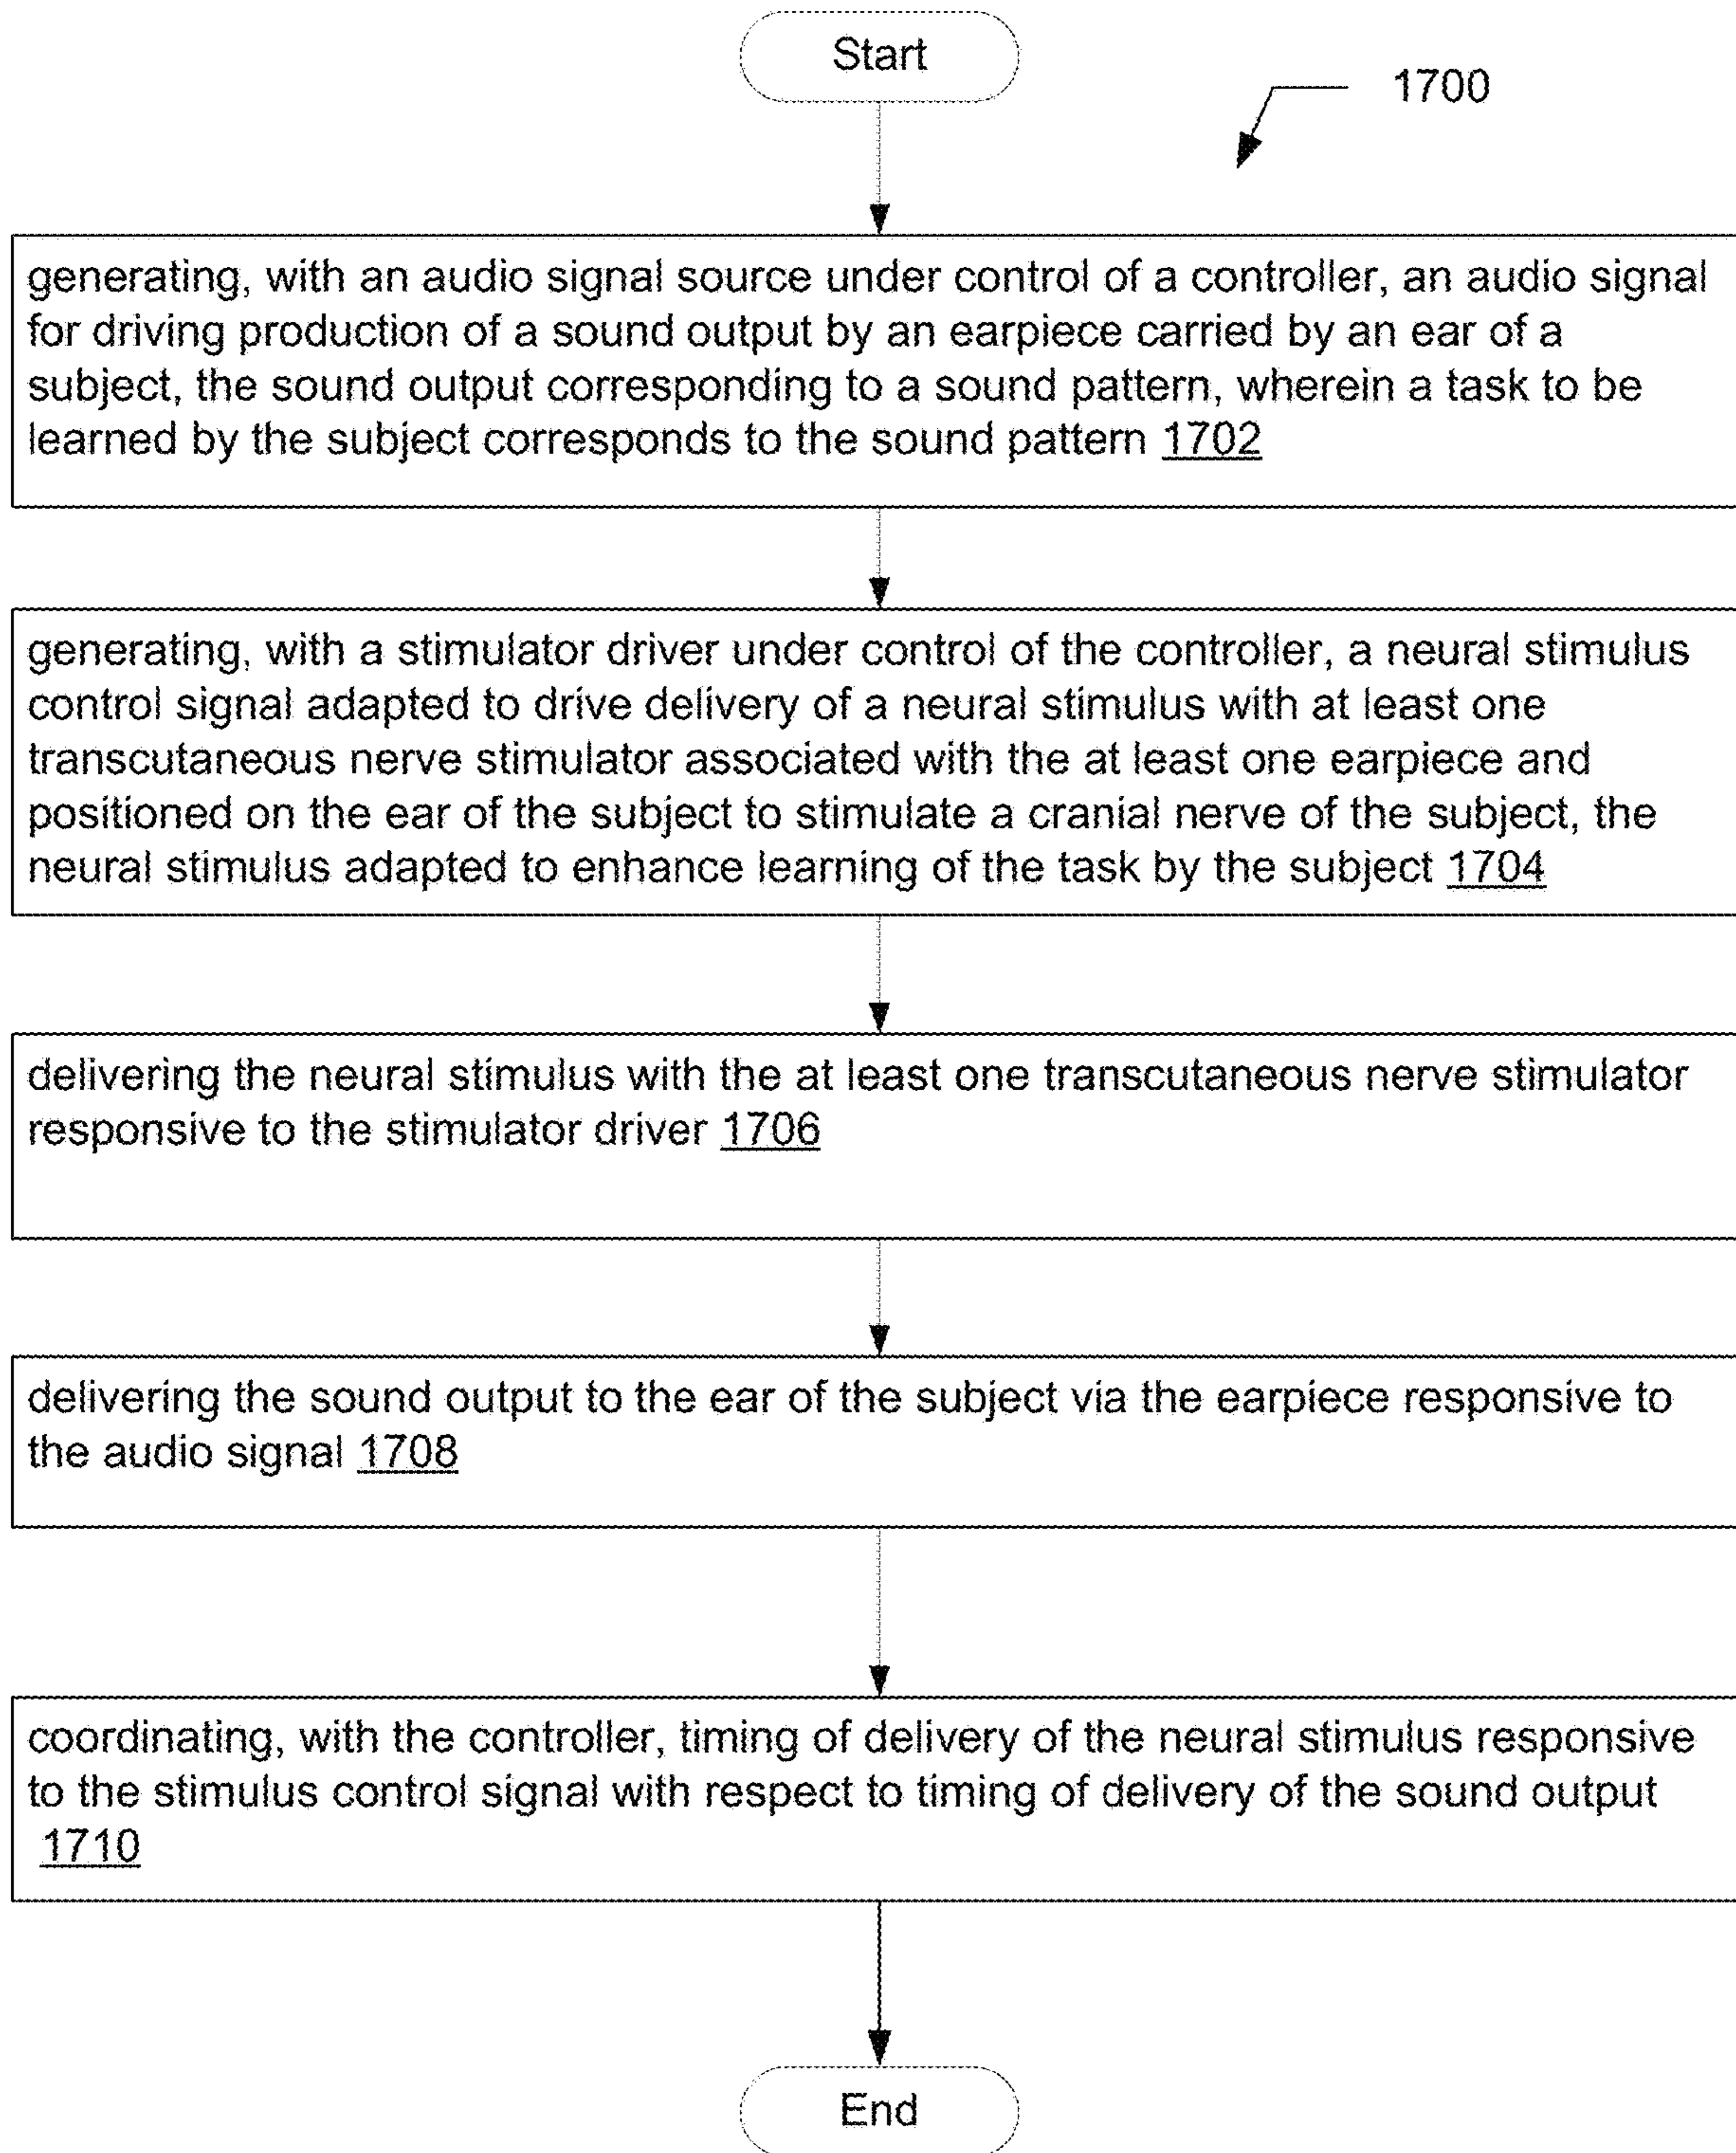 Start
1700
generating, with an audio signal source under control of a controller, an audio signal
for driving production of a sound output by an earpiece carried by an ear of a
subject, the sound output corresponding to a sound pattern, wherein a task to be
learned by the subject corresponds to the sound pattern 1702
generating, with a stimulator driver under control of the controller, a neural stimulus
control signal adapted to drive delivery of a neural stimulus with at least one
transcutaneous nerve stimulator associated with the at least one earpiece and
positioned on the ear of the subject to stimulate a cranial nerve of the subject, the
neural stimulus adapted to enhance learning of the task by the subject 1704
delivering the neural stimulus with the at least one transcutaneous nerve stimulator
responsive to the stimulator driver 1706
delivering the sound output to the ear of the subject via the earpiece responsive to
the audio signal 1708
coordinating, with the controller, timing of delivery of the neural stimulus responsive
to the stimulus control signal with respect to timing of delivery of the sound output
1710
End